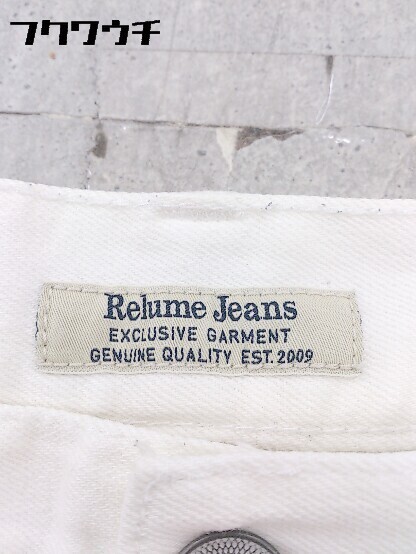 フクワウチ
Relume Jeans
EXCLUSIVE GARMENT
GENUINE QUALITY EST.2009